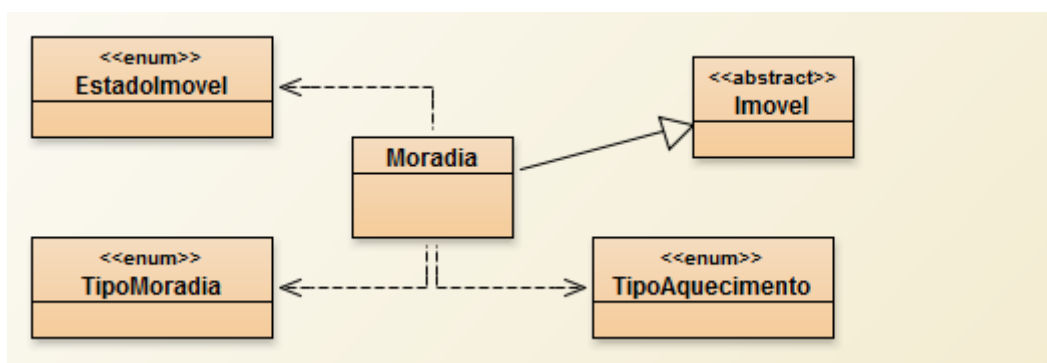 <<enum>>
EstadoImovel
<<abstract>>
Imovel
Moradia
<<enum>>
TipoMoradia
<<enum>>
TipoAquecimento